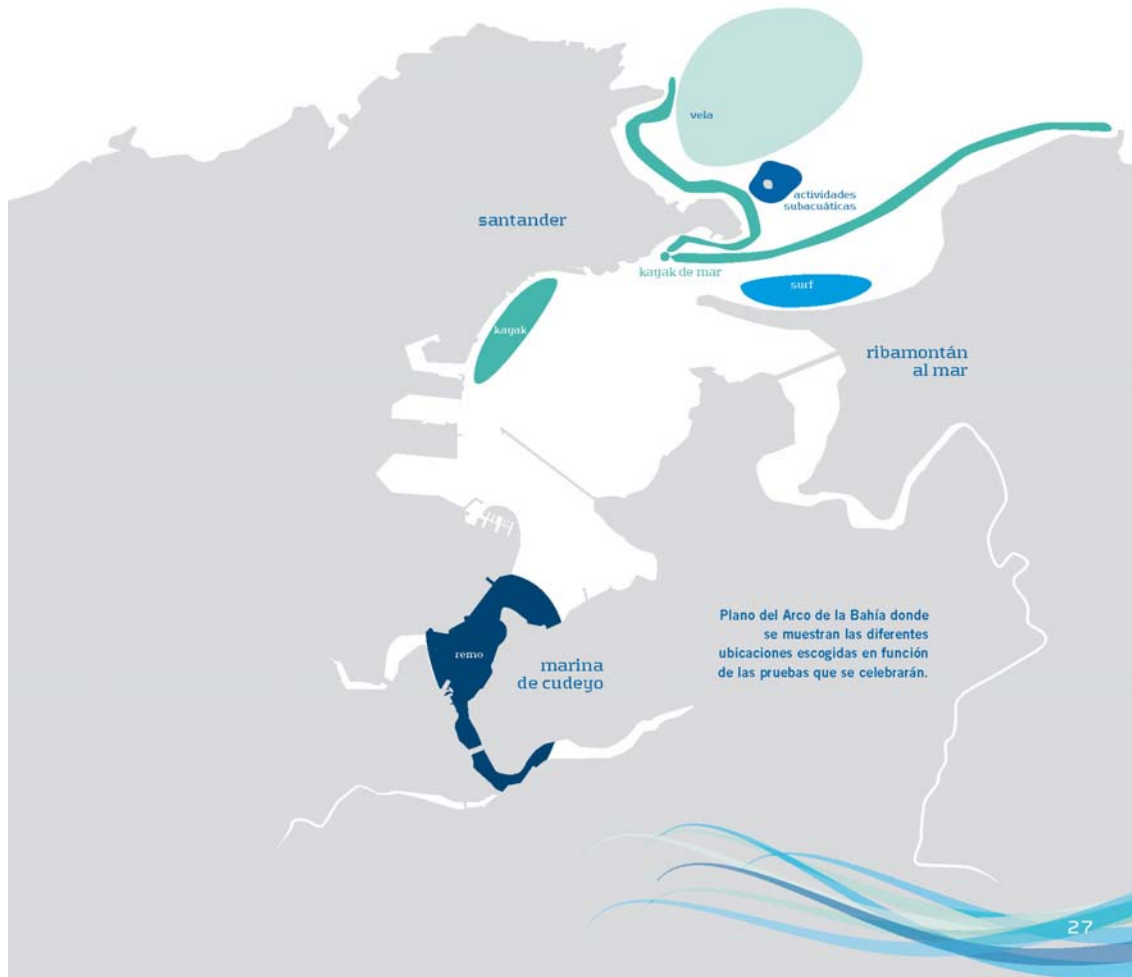 vela
actividades
subacuáticas
santander
kayak de mar
surf
kayak
ribamontán
al mar
Plano del Arco de la Bahía donde
se muestran las diferentes
ubicaciones escogidas en función
de las pruebas que se celebrarán.
remo
marina
de cudeyo
27